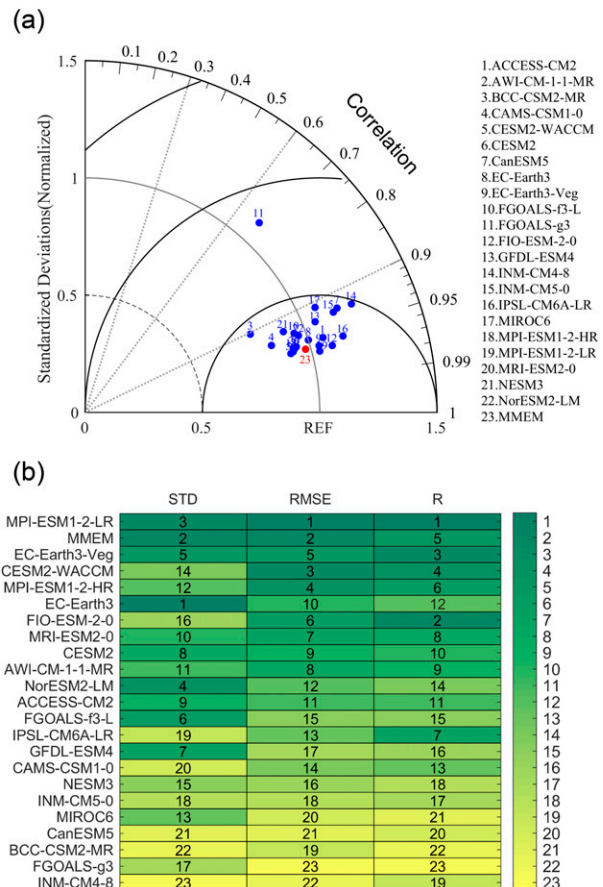 (a)
0.1
0.2
0.3
0.4
0.5
0.6
0.7
0.8
0.9
0.95
0.99
1
Correlation
Standard Deviations(Normalized)
1.5
1
0.5
0
0 0.5 REF 1.5
11
17
15
14
13
3
4
21
22
8
1
16
12
23
1.ACCESS-CM2
2.AWI-CM-1-1-MR
3.BCC-CSM2-MR
4.CAMS-CSM1-0
5.CESM2-WACCM
6.CESM2
7.CanESM5
8.EC-Earth3
9.EC-Earth3-Veg
10.FGOALS-f3-L
11.FGOALS-g3
12.FIO-ESM-2-0
13.GFDL-ESM4
14.INM-CM4-8
15.INM-CM5-0
16.IPSL-CM6A-LR
17.MIROC6
18.MPI-ESM1-2-HR
19.MPI-ESM1-2-LR
20.MRI-ESM2-0
21.NESM3
22.NorESM2-LM
23.MMEM
(b)
STD RMSE R
MPI-ESM1-2-LR 3 1 1
MMEM 2 2 5
EC-Earth3-Veg 5 5 3
CESM2-WACCM 14 3 4
MPI-ESM1-2-HR 12 4 6
EC-Earth3 1 10 12
FIO-ESM-2-0 16 6 2
MRI-ESM2-0 10 7 8
CESM2 8 9 10
AWI-CM-1-1-MR 11 8 9
NorESM2-LM 4 12 14
ACCESS-CM2 9 11 11
FGOALS-f3-L 6 15 15
IPSL-CM6A-LR 19 13 7
GFDL-ESM4 7 17 16
CAMS-CSM1-0 20 14 13
NESM3 15 16 18
INM-CM5-0 18 18 17
MIROC6 13 20 21
CanESM5 21 21 20
BCC-CSM2-MR 22 19 22
FGOALS-g3 17 23 23
INM-CM4-8 23 22 19
1
2
3
4
5
6
7
8
9
10
11
12
13
14
15
16
17
18
19
20
21
22
23